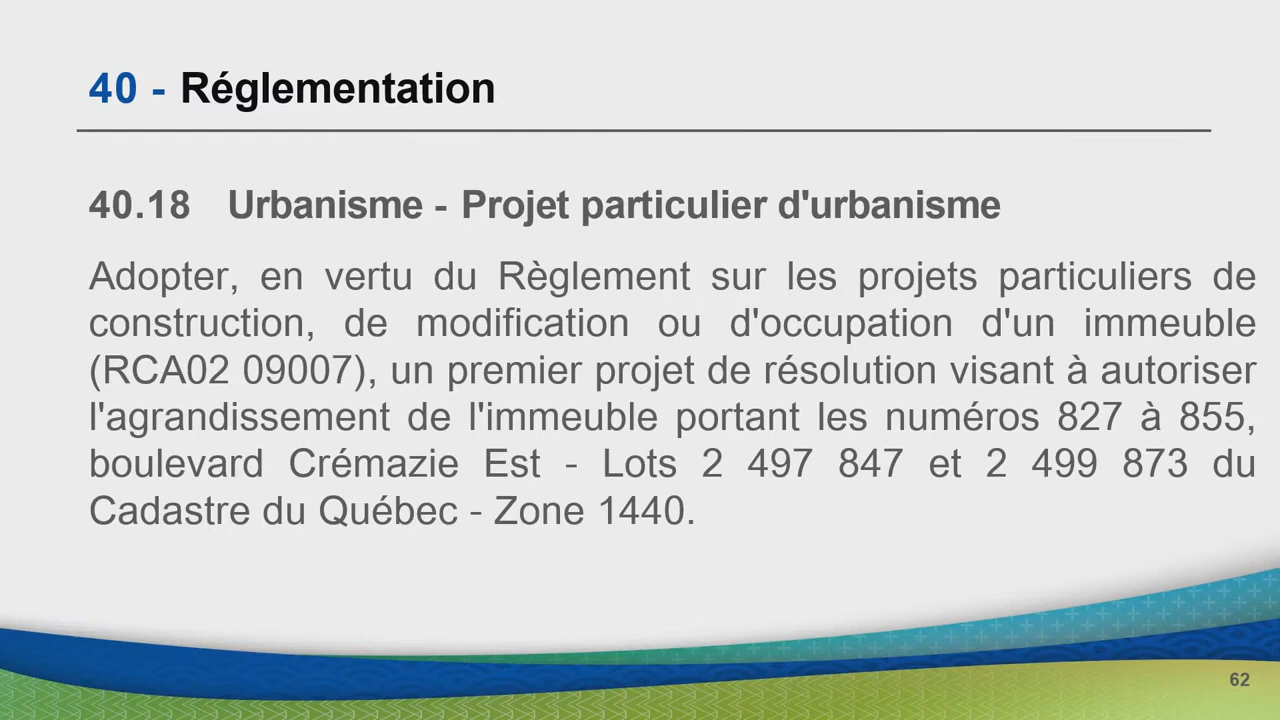 40 - Réglementation
40.18 Urbanisme - Projet particulier d'urbanisme
Adopter, en vertu du Règlement sur les projets particuliers de
construction, de modification ou d'occupation d'un immeuble
(RCA02 09007), un premier projet de résolution visant à autoriser
l'agrandissement de l'immeuble portant les numéros 827 à 855,
boulevard Crémazie Est - Lots 2 497 847 et 2 499 873 du
Cadastre du Québec - Zone 1440.
62